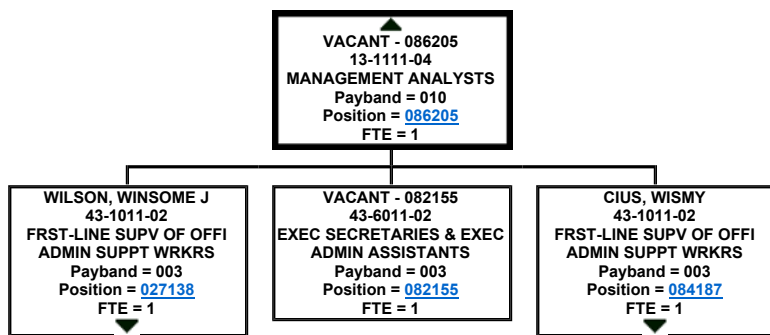 VACANT - 086205
13-1111-04
MANAGEMENT ANALYSTS
Payband = 010
Position = 086205
FTE = 1
WILSON, WINSOME J
43-1011-02
FRST-LINE SUPV OF OFFI
ADMIN SUPPT WRKRS
Payband = 003
Position = 027138
FTE = 1
VACANT - 082155
43-6011-02
EXEC SECRETARIES & EXEC
ADMIN ASSISTANTS
Payband = 003
Position = 082155
FTE = 1
CIUS, WISMY
43-1011-02
FRST-LINE SUPV OF OFFI
ADMIN SUPPT WRKRS
Payband = 003
Position = 084187
FTE = 1